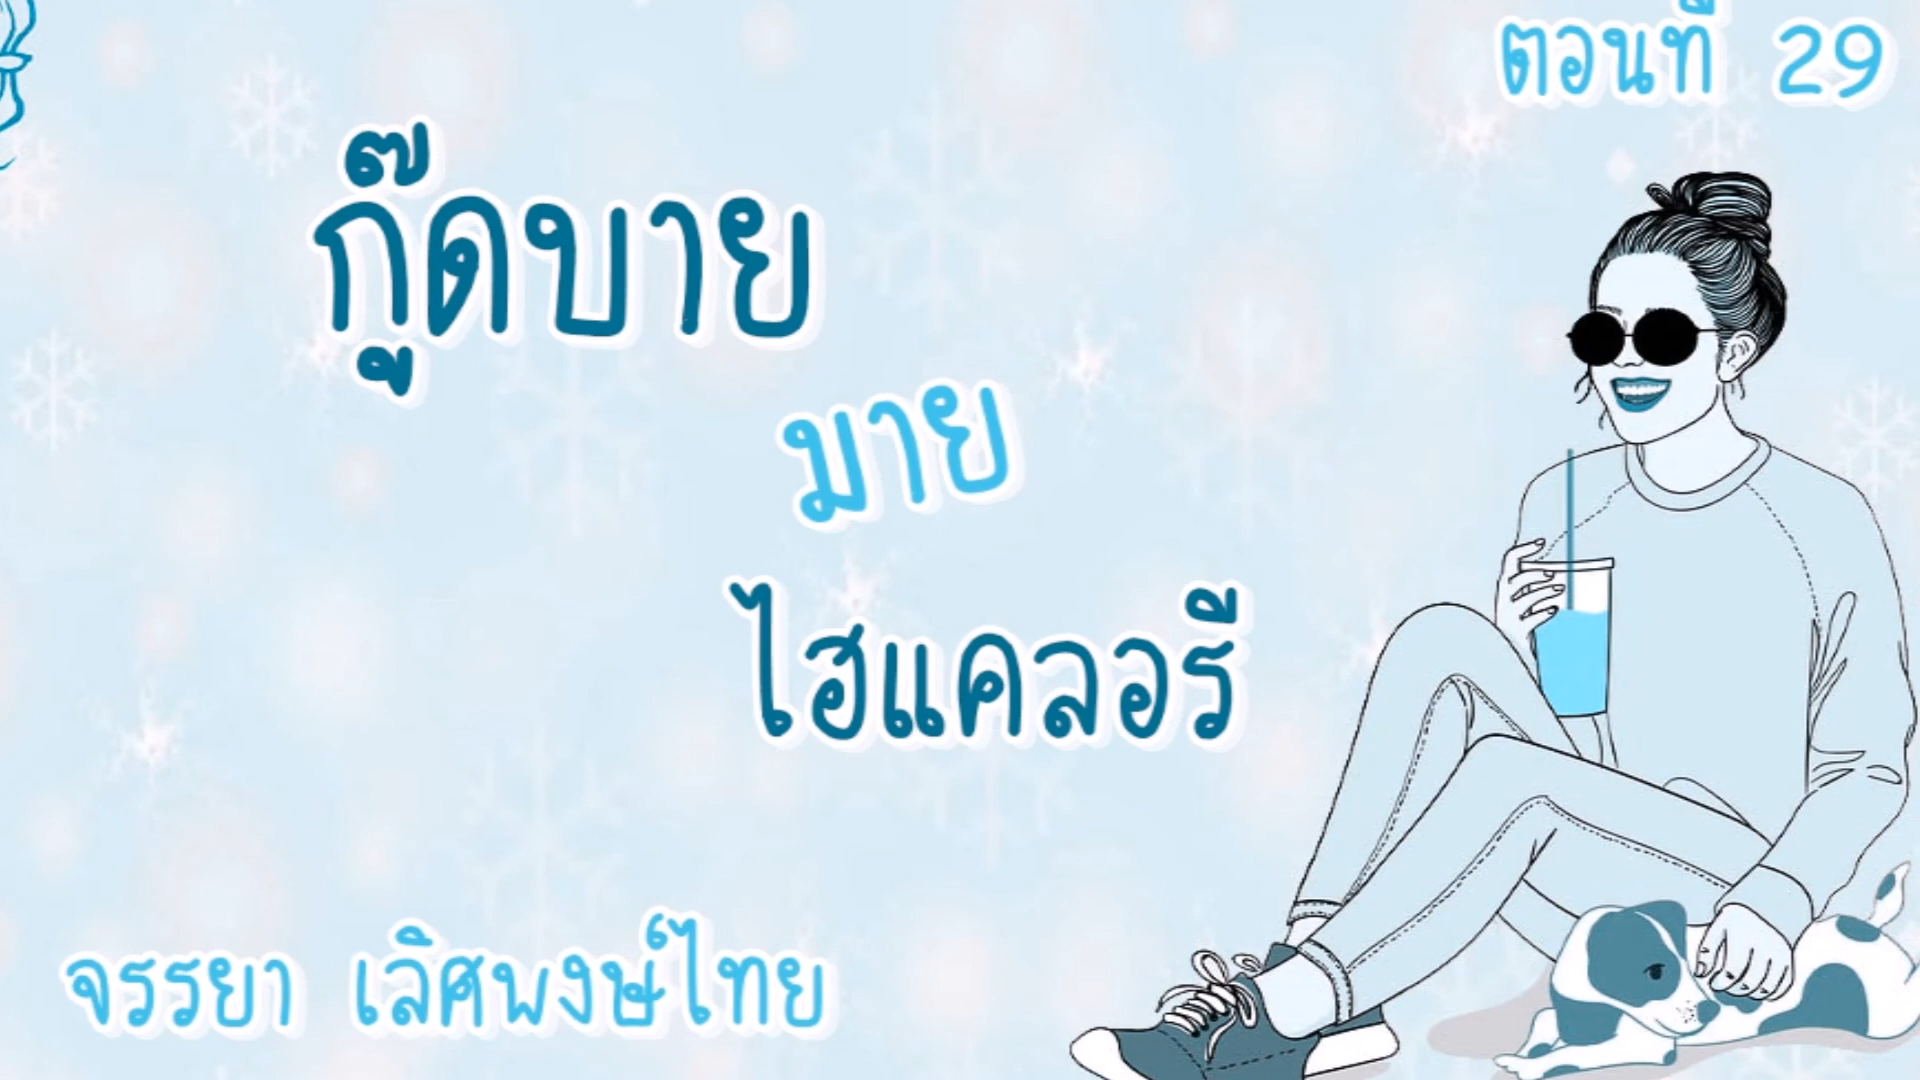 ตอนที่ 29
กู๊ดบาย
มาย
ไฮแคลอรี
จรรยา เลิศพงษ์ไทย